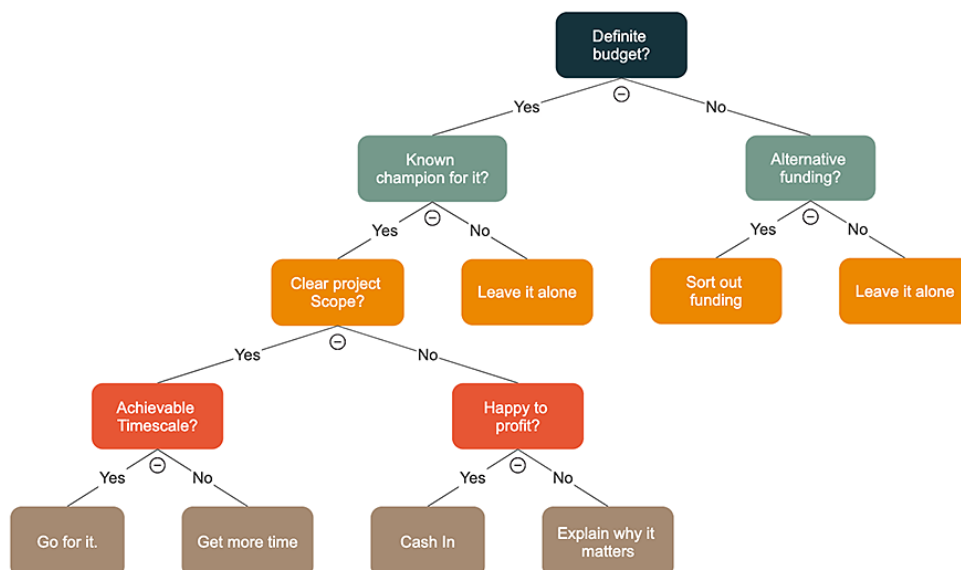 Definite
budget?
Yes
No
Known
champion for it?
Alternative
funding?
Yes
No
Yes
No
Clear project
Scope?
Leave it alone
Sort out
funding
Leave it alone
Yes
No
Achievable
Timescale?
Happy to
profit?
Yes
No
Yes
No
Go for it.
Get more time
Cash In
Explain why it
matters